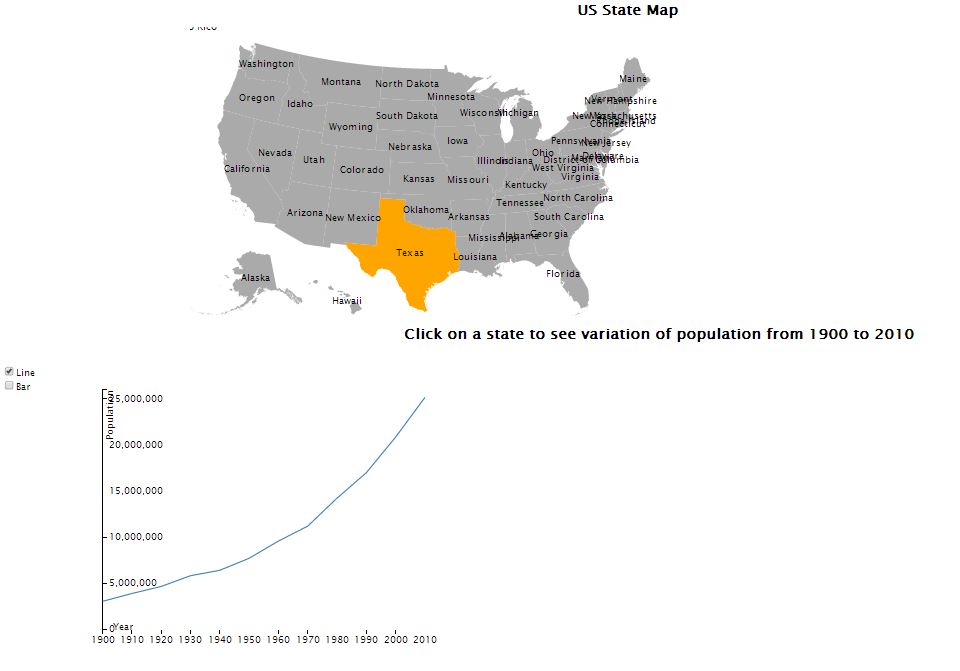 US State Map
o Rico
Washington
Montana
North Dakota
Maine
Oregon
Idaho
Minnesota
Vermont
New Hampshire
South Dakota
Wisconsin
Michigan
Massachusetts
Rhode Island
Connecticut
Wyoming
Nebraska
Iowa
Pennsylvania
New Jersey
Nevada
Utah
Illinois
Indiana
Ohio
Delaware
District of Columbia
California
Colorado
Kansas
Missouri
West Virginia
Virginia
Kentucky
Arizona
New Mexico
Oklahoma
Arkansas
Tennessee
North Carolina
South Carolina
Mississippi
Alabama
Georgia
Texas
Louisiana
Florida
Alaska
Hawaii
Click on a state to see variation of population from 1900 to 2010
Line
Bar
Population
25,000,000
20,000,000
15,000,000
10,000,000
5,000,000
0
Year
1900 1910 1920 1930 1940 1950 1960 1970 1980 1990 2000 2010